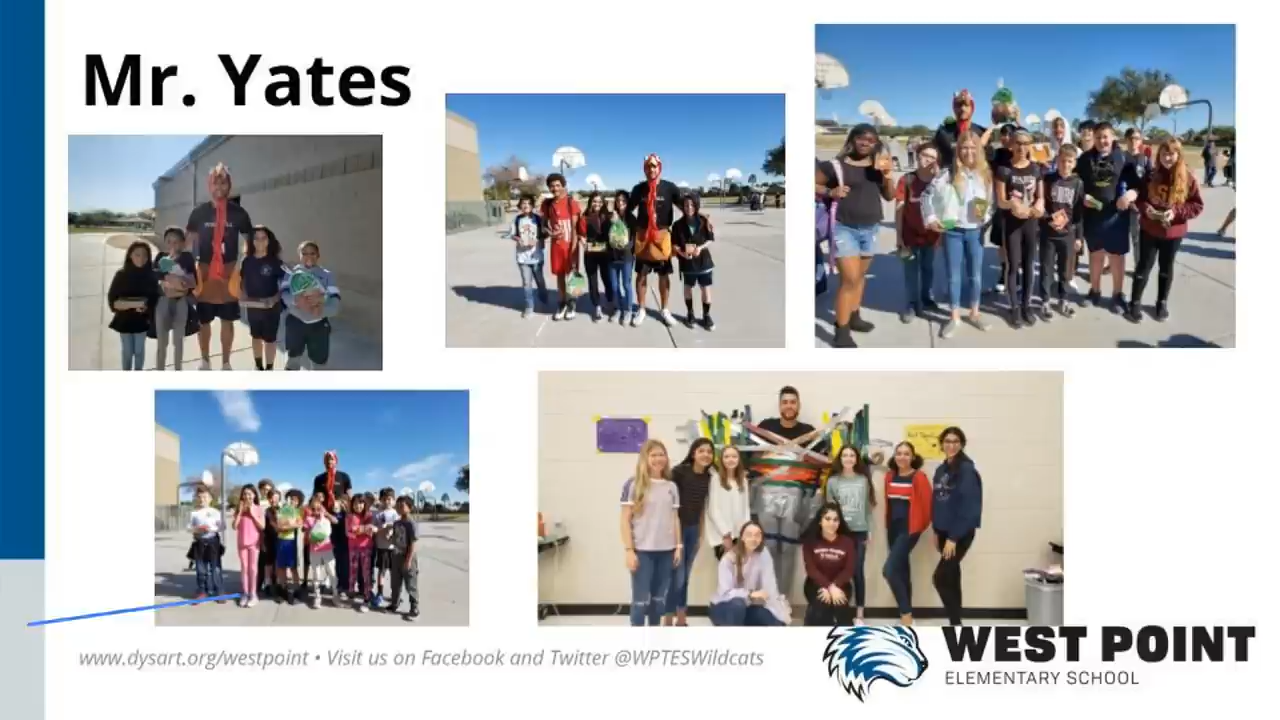 Mr. Yates
www.dysart.org/westpoint • Visit us on Facebook and Twitter @WPTESWildcats
WEST POINT
ELEMENTARY SCHOOL